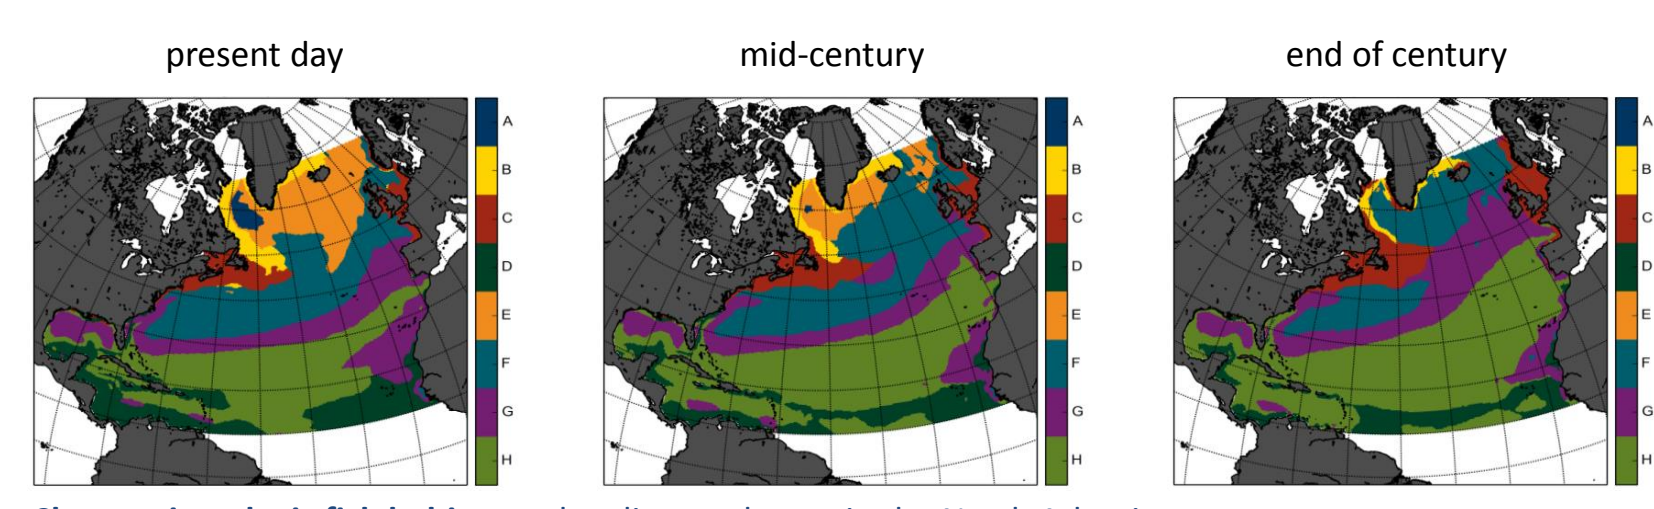 present day mid-century end of century
A A A
B B B
C C C
D D D
E E E
F F F
G G G
H H H